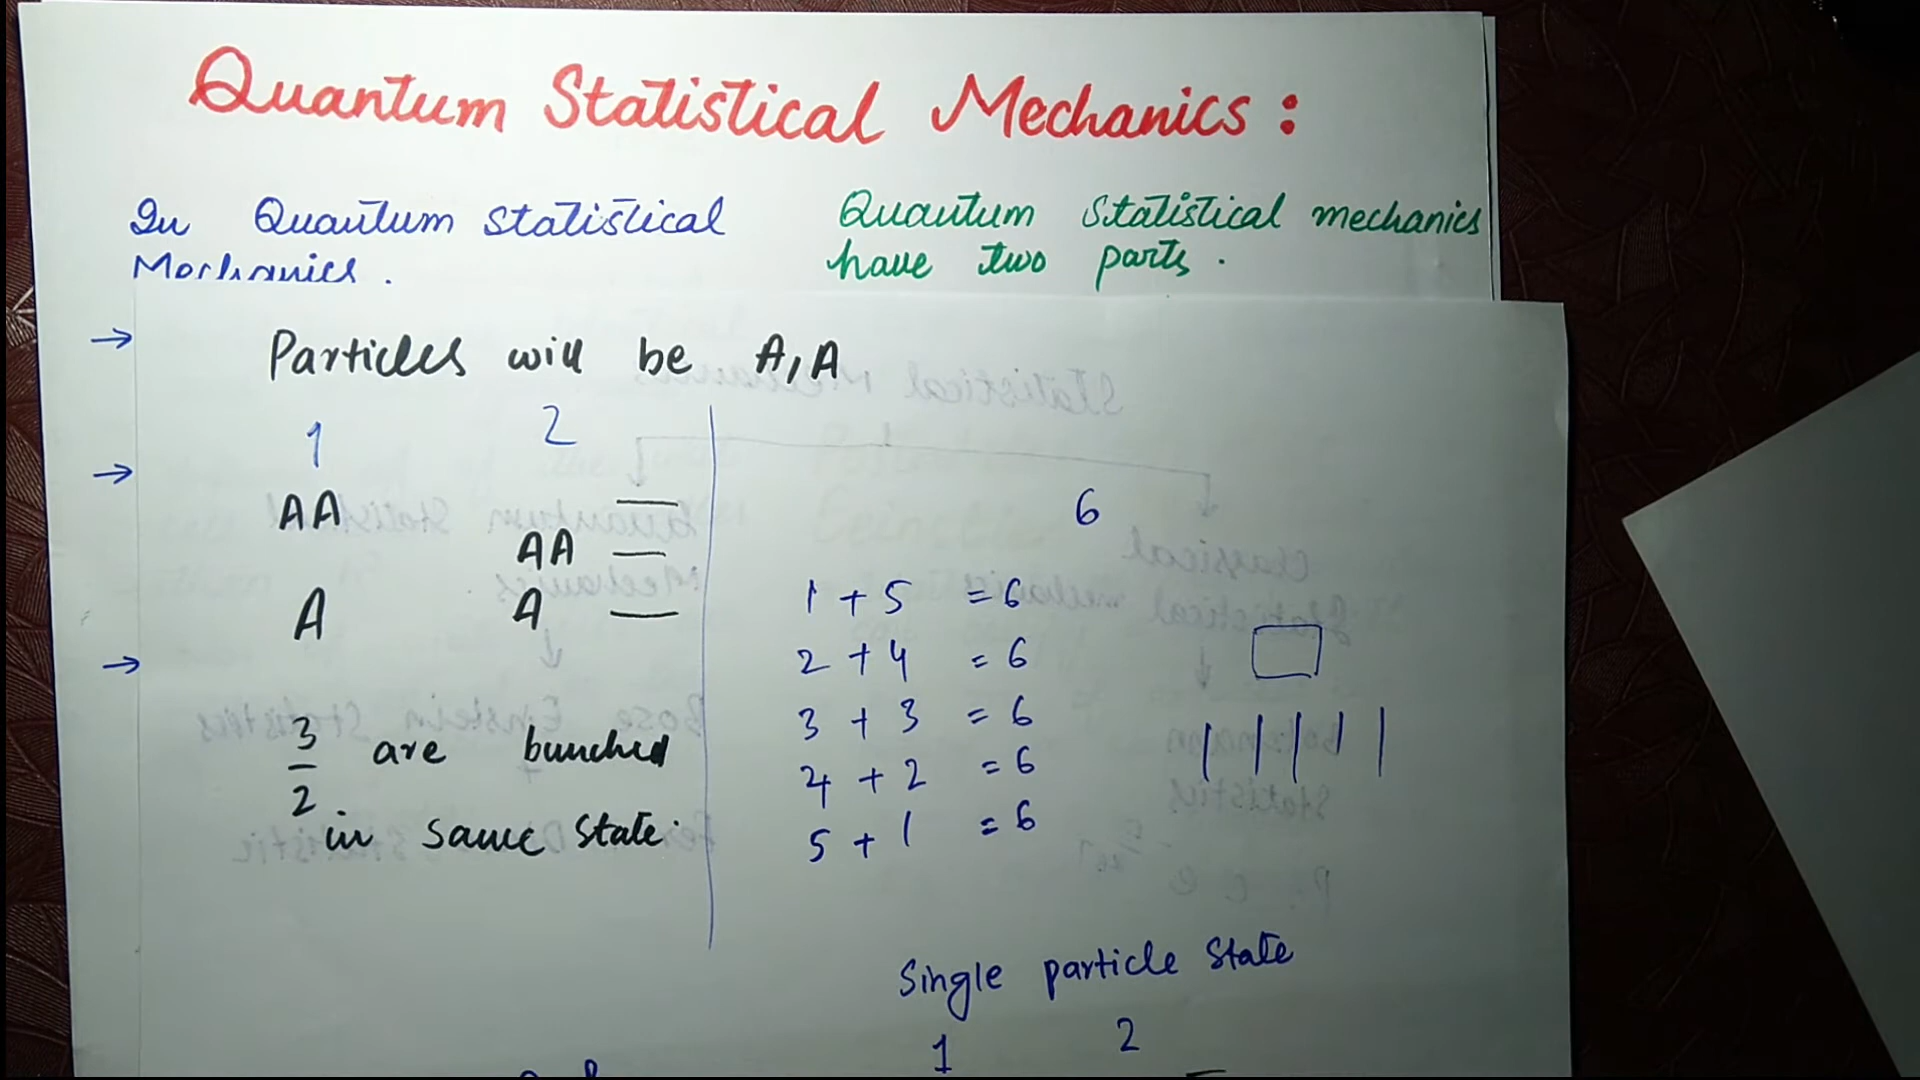 Quantum Statistical Mechanics :
In Quantum statistical
Mechanics .
Quantum Statistical mechanics
have two parts .
→ Particles will be A, A
1 2
→
AA
AA —
A A —
→
3/2 are bunched
in same state .
6
1 + 5 = 6
2 + 4 = 6
3 + 3 = 6
4 + 2 = 6
5 + 1 = 6
Single particle state
1 2